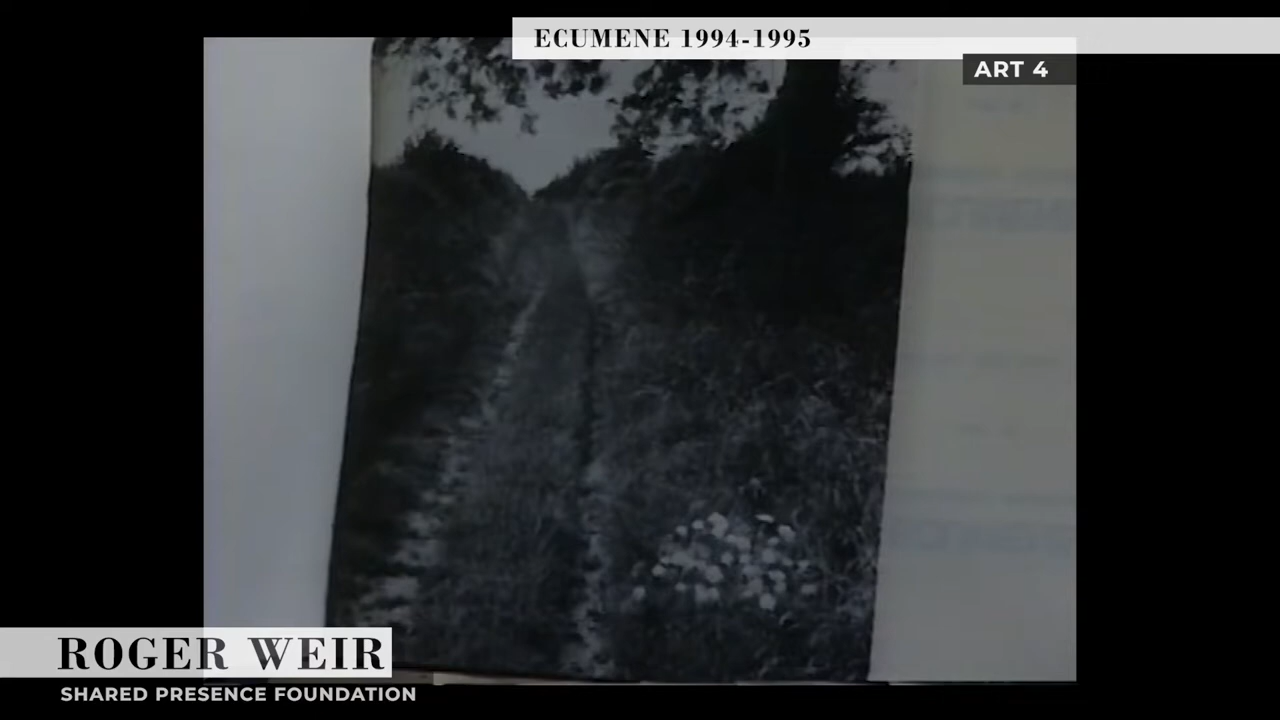 ECUMENE 1994-1995
ART 4
ROGER WEIR
SHARED PRESENCE FOUNDATION